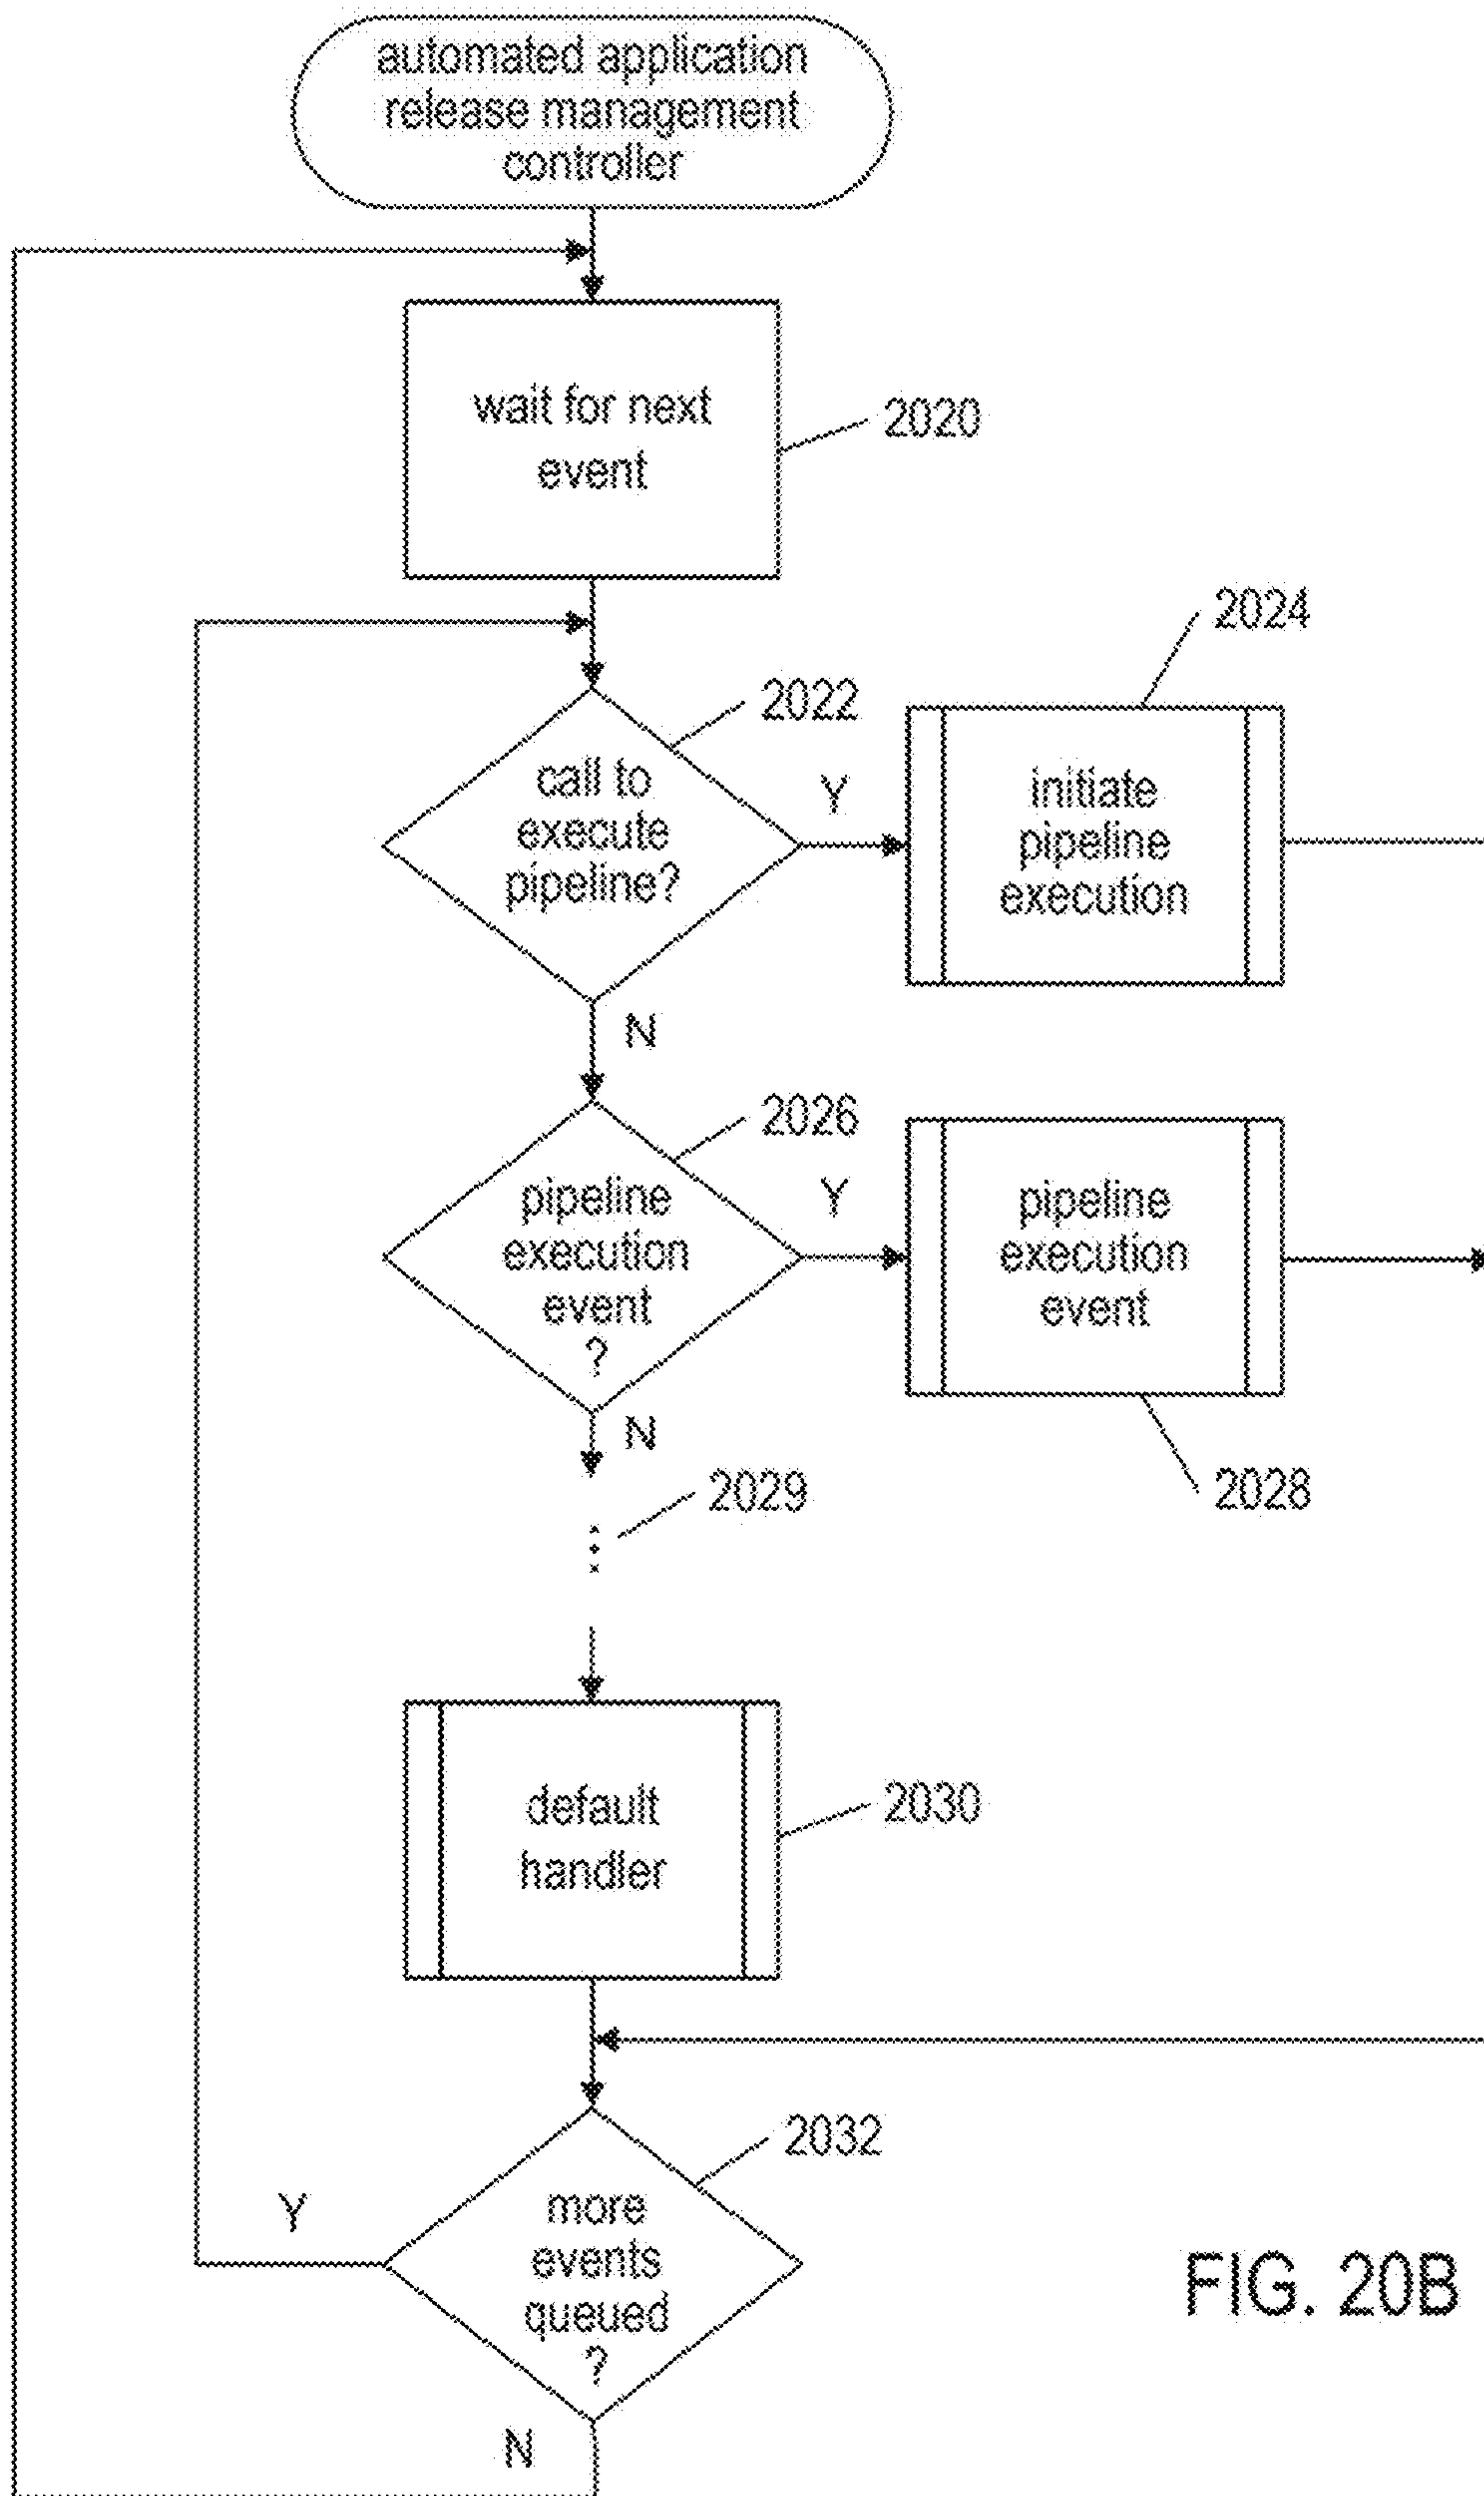 automated application
release management
controller
wait for next
event
2020
2022
call to
execute
pipeline?
Y
N
2024
initiate
pipeline
execution
2026
pipeline
execution
event
?
Y
N
pipeline
execution
event
2028
2029
default
handler
2030
2032
more
events
queued
?
Y
N
FIG. 20B